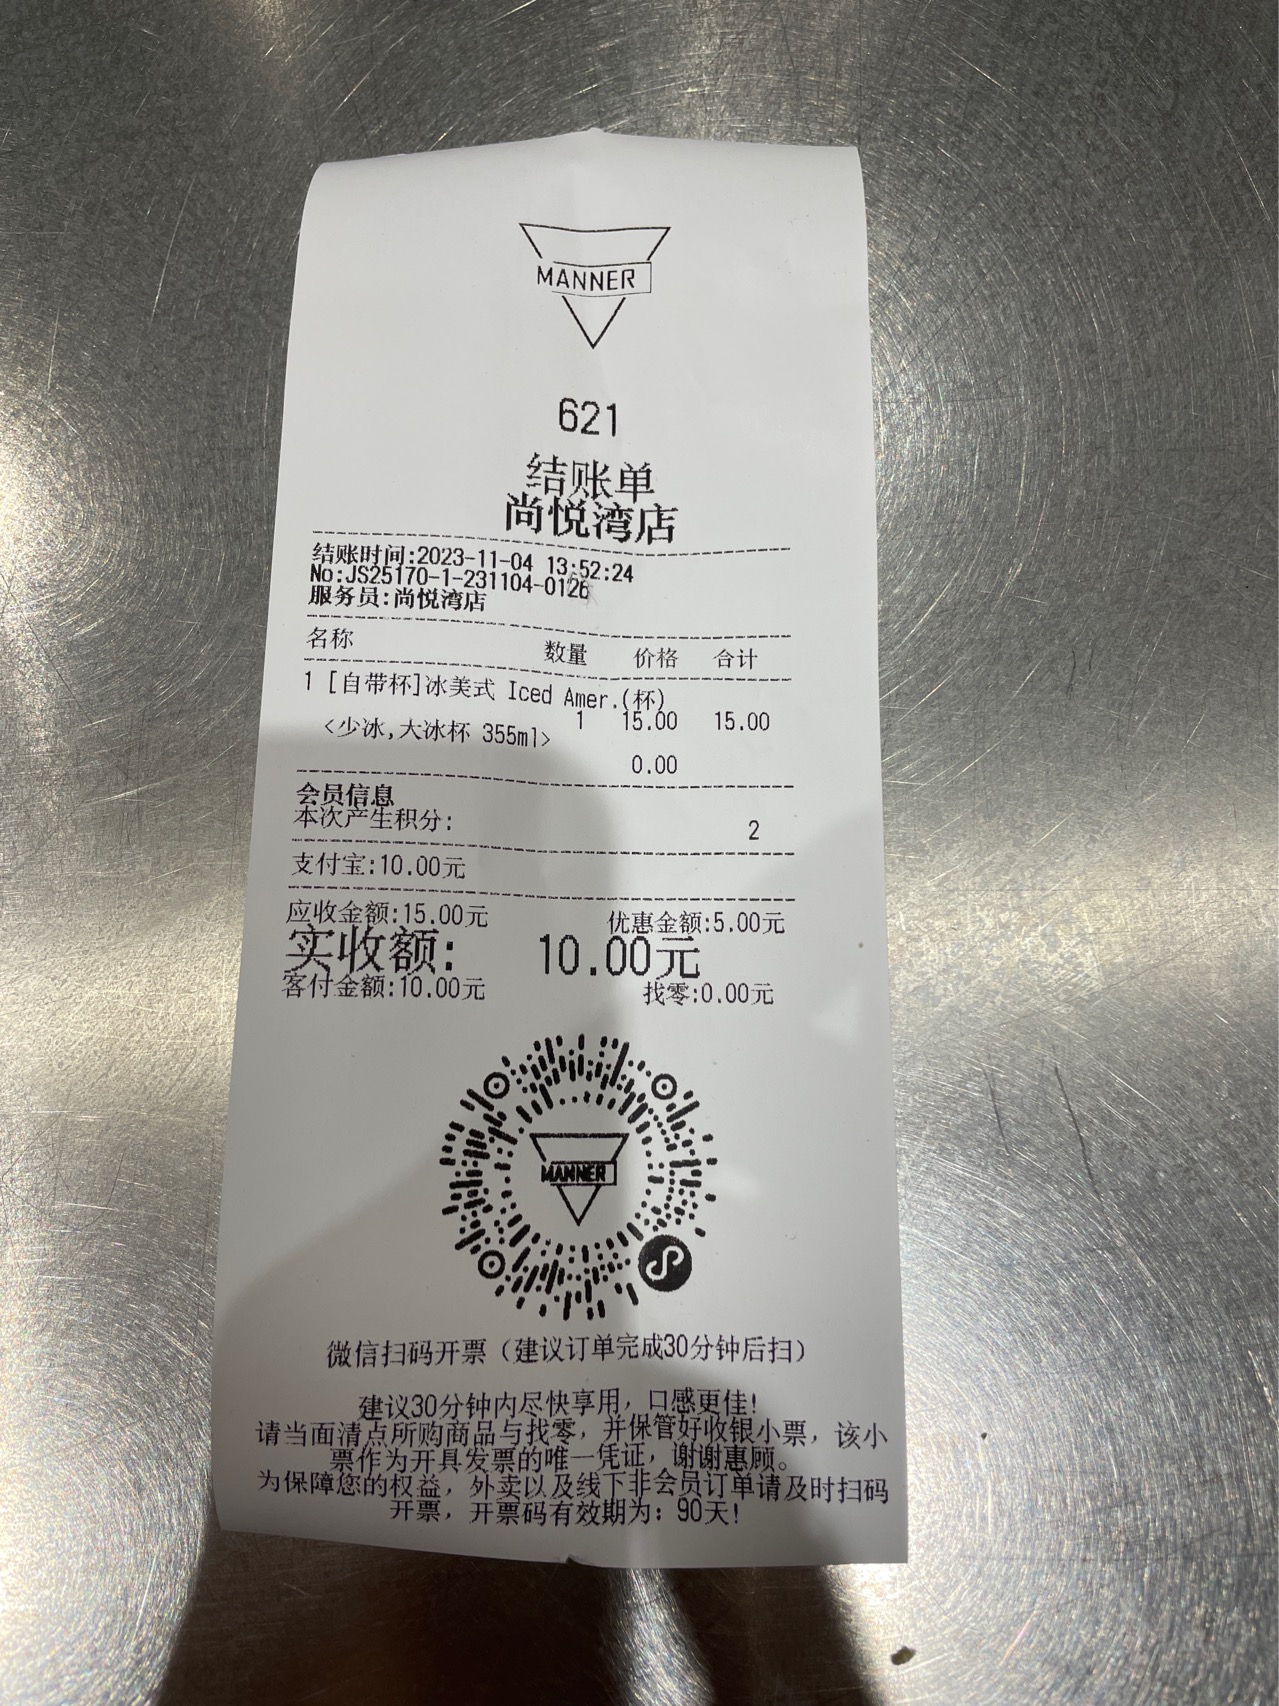 MANNER
621
结账单
尚悦湾店
结账时间:2023-11-04 13:52:24
No:JS25170-1-231104-0126
服务员:尚悦湾店
名称 数量 价格 合计
1 [自带杯]冰美式 Iced Amer.(杯)
1 15.00 15.00
<少冰,大冰杯 355ml>
0.00
会员信息
本次产生积分: 2
支付宝:10.00元
应收金额:15.00元 优惠金额:5.00元
实收额: 10.00元
客付金额:10.00元 找零:0.00元
MANNER
微信扫码开票（建议订单完成30分钟后扫）
建议30分钟内尽快享用，口感更佳!
请当面清点所购商品与找零，并保管好收银小票，该小
票作为开具发票的唯一凭证，谢谢惠顾。
为保障您的权益，外卖以及线下非会员订单请及时扫码
开票，开票码有效期为：90天!